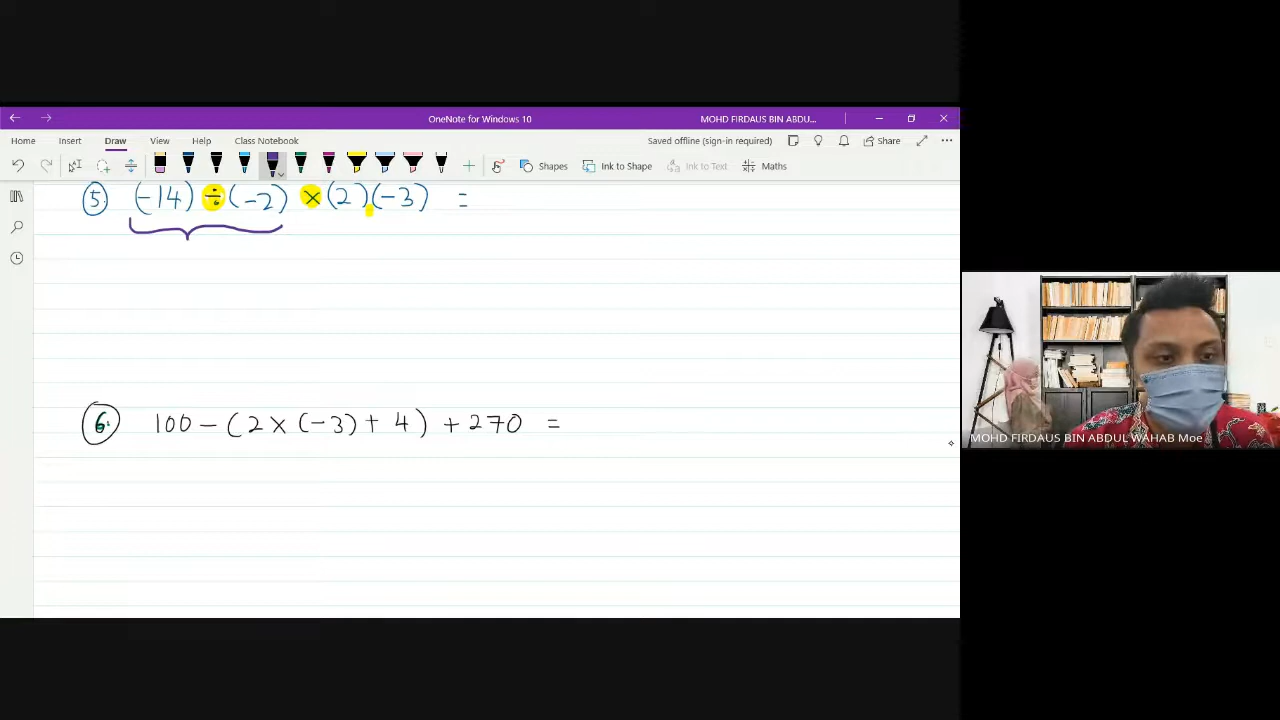 OneNote for Windows 10
MOHD FIRDAUS BIN ABDU...
Home Insert Draw View Help Class Notebook
Saved offline (sign-in required) Share
Shapes Ink to Shape Ink to Text Maths
⑤ (-14) ÷ (-2) × (2)(-3) =
⑥ 100 - (2 × (-3) + 4) + 270 =
MOHD FIRDAUS BIN ABDUL WAHAB Moe